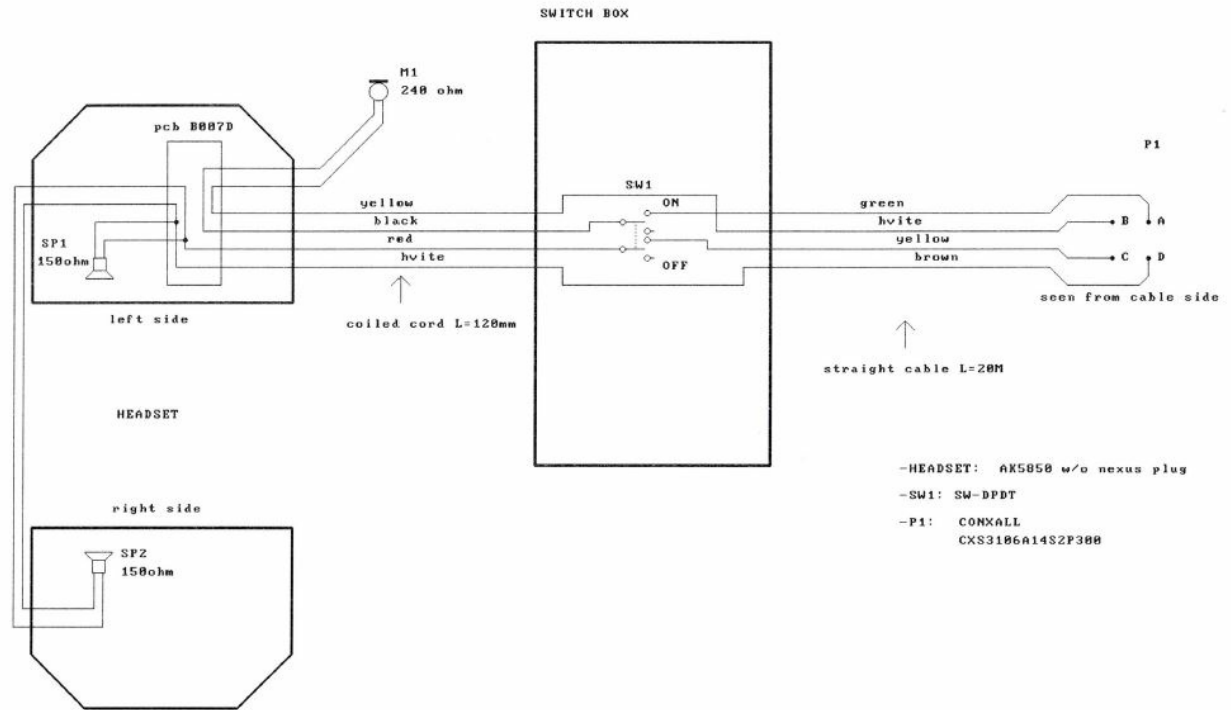 SWITCH BOX
M1
240 ohm
pcb B007D
P1
SW1
ON
yellow
green
black
hvite
B
A
red
yellow
SP1
150ohm
hvite
OFF
brown
C
D
seen from cable side
left side
coiled cord L=120mm
straight cable L=20M
HEADSET
-HEADSET: AK5850 w/o nexus plug
-SW1: SW-DPDT
right side
-P1: CONXALL
CXS3106A14S2P300
SP2
150ohm